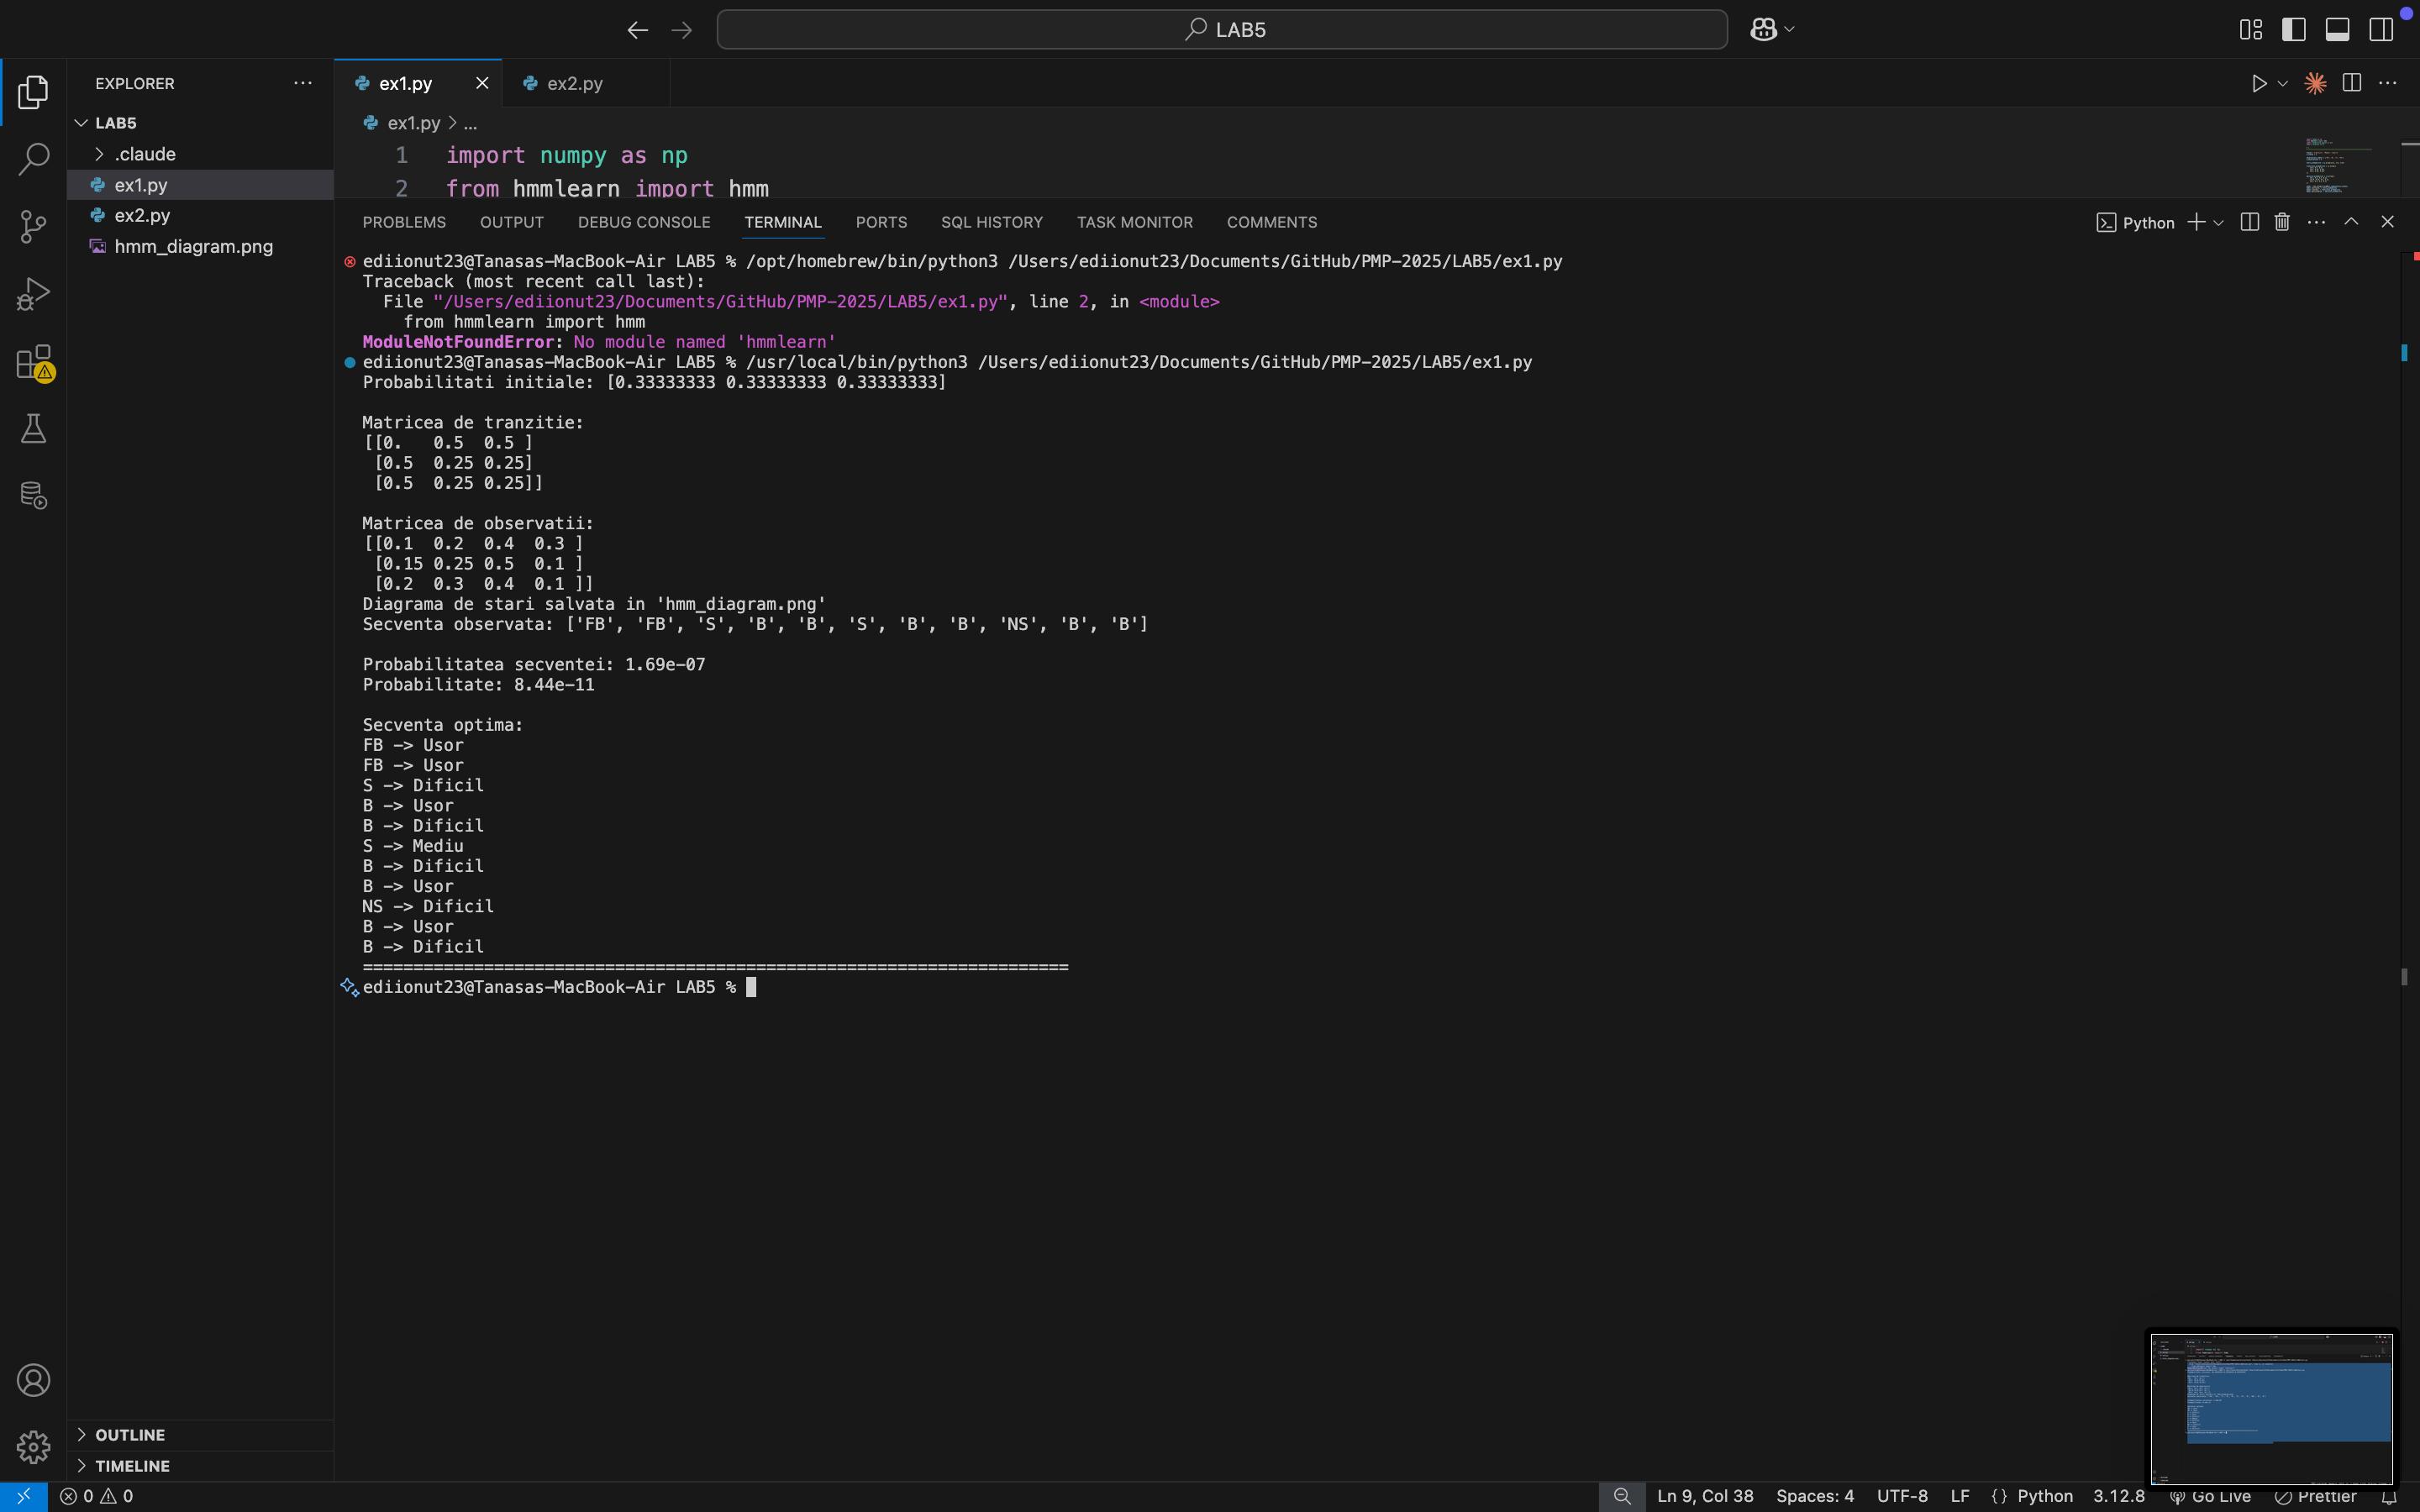 LAB5
EXPLORER
LAB5
.claude
ex1.py
ex2.py
hmm_diagram.png
OUTLINE
TIMELINE
ex1.py
ex2.py
ex1.py > ...
1 import numpy as np
2 from hmmlearn import hmm
PROBLEMS OUTPUT DEBUG CONSOLE TERMINAL PORTS SQL HISTORY TASK MONITOR COMMENTS
Python
ediionut23@Tanasas-MacBook-Air LAB5 % /opt/homebrew/bin/python3 /Users/ediionut23/Documents/GitHub/PMP-2025/LAB5/ex1.py
Traceback (most recent call last):
  File "/Users/ediionut23/Documents/GitHub/PMP-2025/LAB5/ex1.py", line 2, in <module>
    from hmmlearn import hmm
ModuleNotFoundError: No module named 'hmmlearn'
ediionut23@Tanasas-MacBook-Air LAB5 % /usr/local/bin/python3 /Users/ediionut23/Documents/GitHub/PMP-2025/LAB5/ex1.py
Probabilitati initiale: [0.33333333 0.33333333 0.33333333]
Matricea de tranzitie:
[[0.   0.5  0.5 ]
 [0.5  0.25 0.25]
 [0.5  0.25 0.25]]
Matricea de observatii:
[[0.1  0.2  0.4  0.3 ]
 [0.15 0.25 0.5  0.1 ]
 [0.2  0.3  0.4  0.1 ]]
Diagrama de stari salvata in 'hmm_diagram.png'
Secventa observata: ['FB', 'FB', 'S', 'B', 'B', 'S', 'B', 'B', 'NS', 'B', 'B']
Probabilitatea secventei: 1.69e-07
Probabilitate: 8.44e-11
Secventa optima:
FB -> Usor
FB -> Usor
S -> Dificil
B -> Usor
B -> Dificil
S -> Mediu
B -> Dificil
B -> Usor
NS -> Dificil
B -> Usor
B -> Dificil
======================================================================
ediionut23@Tanasas-MacBook-Air LAB5 %
0 0
Ln 9, Col 38 Spaces: 4 UTF-8 LF {} Python 3.12.8 Go Live Prettier